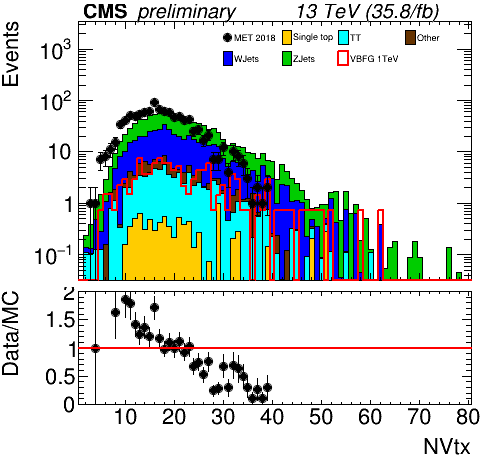 CMS preliminary 13 TeV (35.8/fb)
Events
MET 2018 Single top TT Other
WJets ZJets VBFG 1TeV
10³
10²
10
1
10⁻¹
Data/MC
2
1.5
1
0.5
0
10 20 30 40 50 60 70 80
NVtx